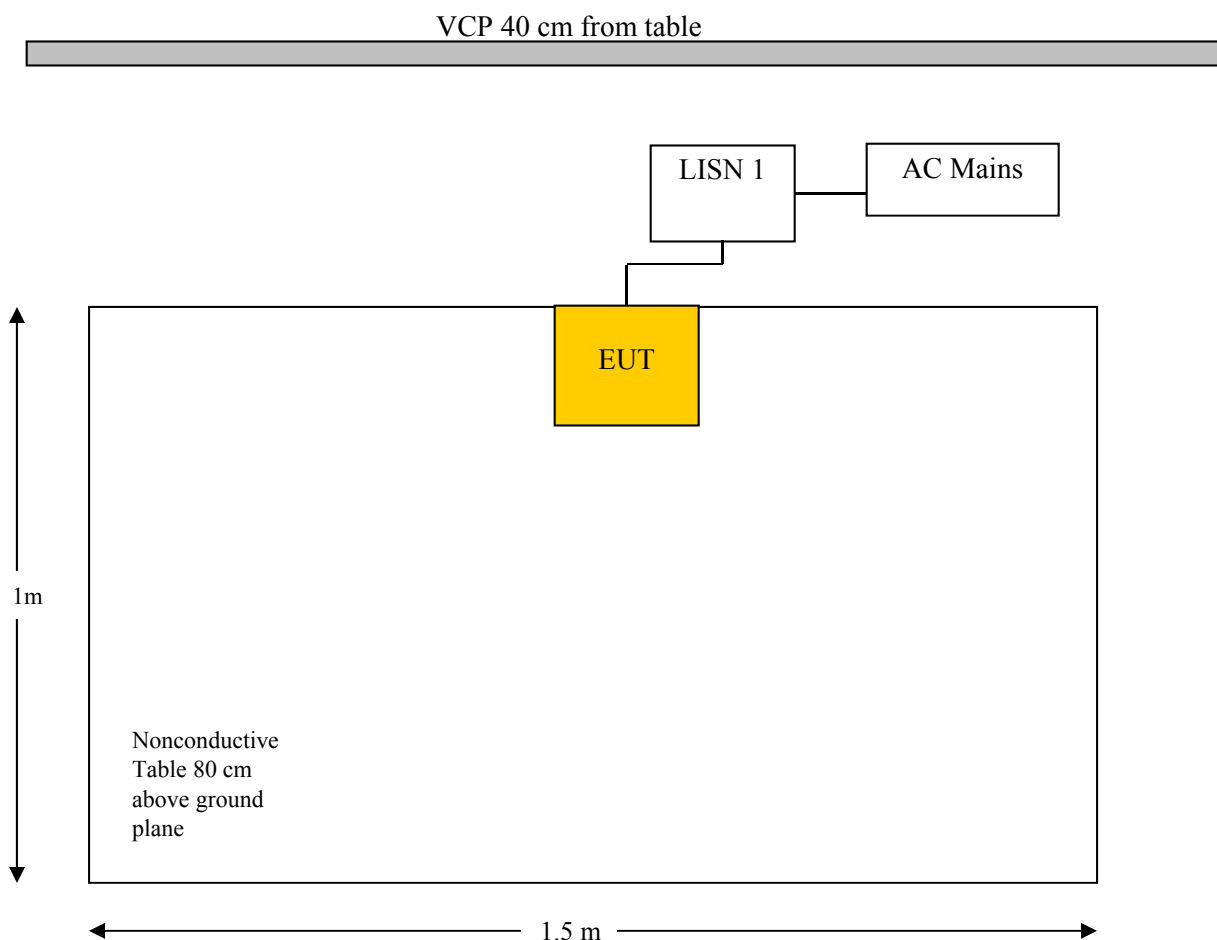 VCP 40 cm from table
LISN 1
AC Mains
EUT
1m
Nonconductive
Table 80 cm
above ground
plane
1.5 m